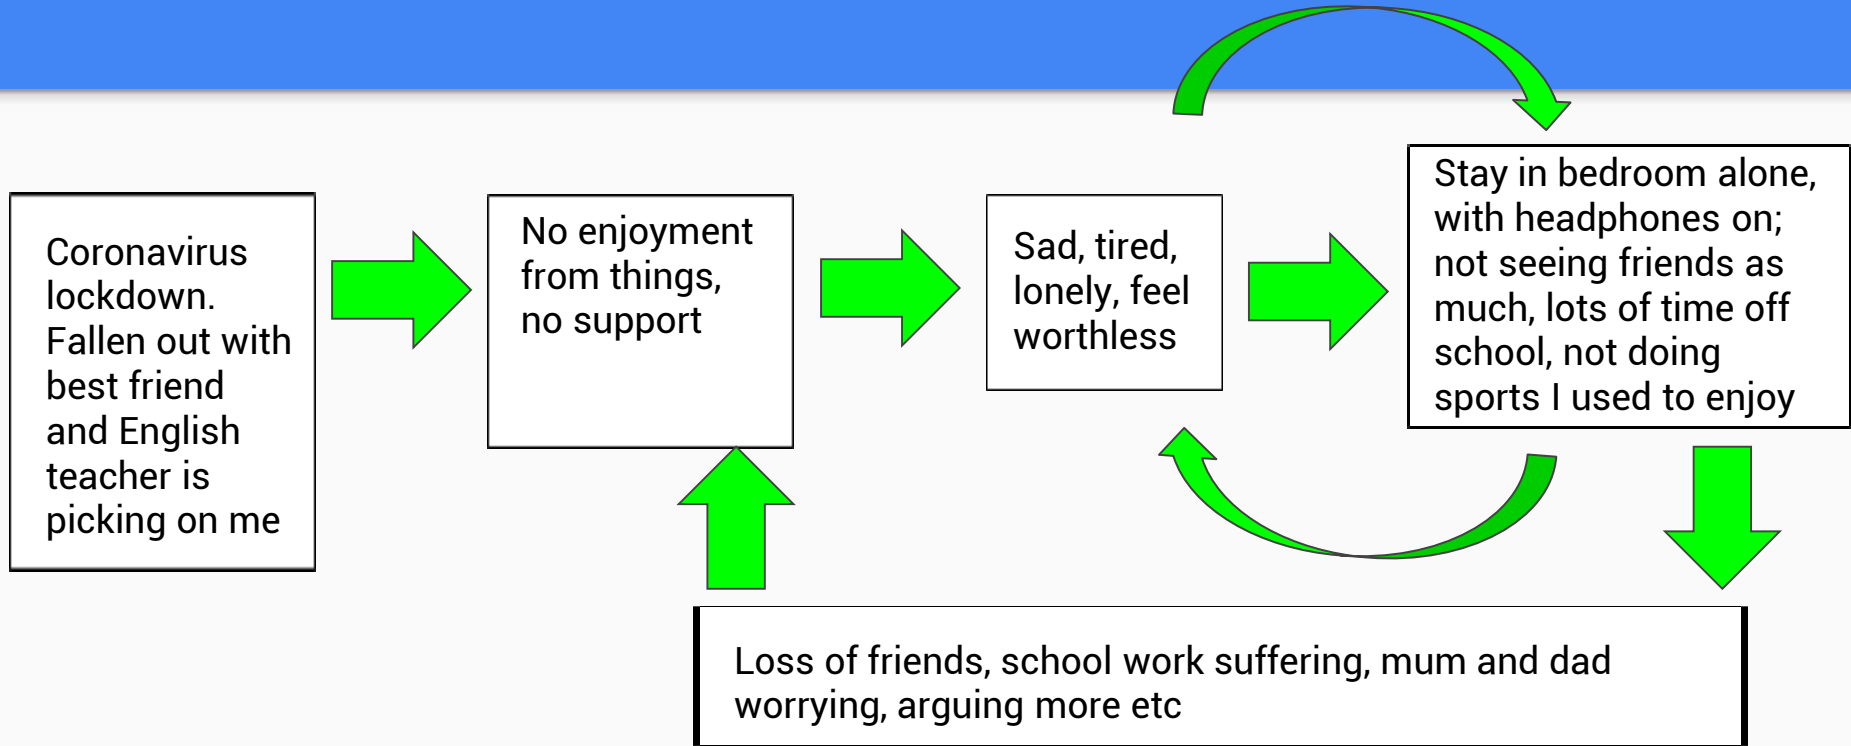 Coronavirus
lockdown.
Fallen out with
best friend
and English
teacher is
picking on me
No enjoyment
from things,
no support
Sad, tired,
lonely, feel
worthless
Stay in bedroom alone,
with headphones on;
not seeing friends as
much, lots of time off
school, not doing
sports I used to enjoy
Loss of friends, school work suffering, mum and dad
worrying, arguing more etc